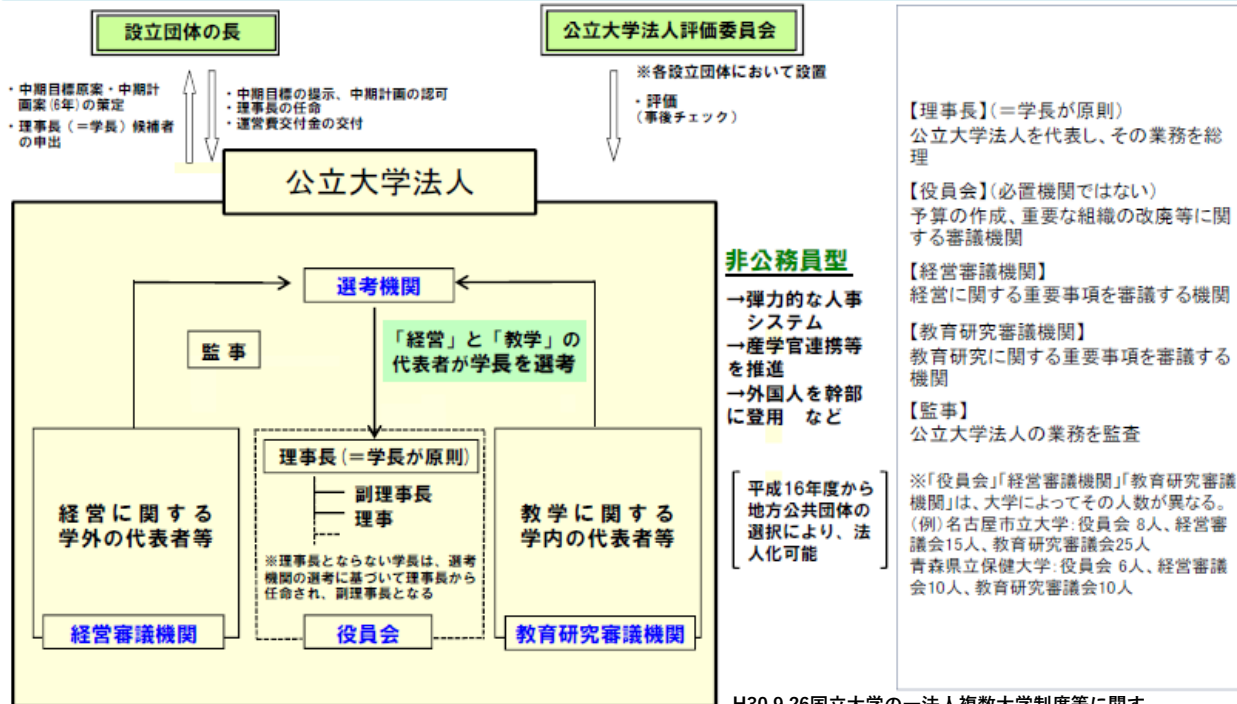 設立団体の長
公立大学法人評価委員会
・中期目標原案・中期計
画案(6年)の策定
・理事長（＝学長）候補者
の申出
・中期目標の提示、中期計画の認可
・理事長の任命
・運営費交付金の交付
※各設立団体において設置
・評価
（事後チェック）
公立大学法人
選考機関
監事
「経営」と「教学」の
代表者が学長を選考
経営に関する
学外の代表者等
経営審議機関
理事長(＝学長が原則)
副理事長
理事
※理事長とならない学長は、選考
機関の選考に基づいて理事長から
任命され、副理事長となる
役員会
教学に関する
学内の代表者等
教育研究審議機関
非公務員型
→弾力的な人事
システム
→産学官連携等
を推進
→外国人を幹部
に登用　など
平成16年度から
地方公共団体の
選択により、法
人化可能
【理事長】(＝学長が原則)
公立大学法人を代表し、その業務を総
理
【役員会】(必置機関ではない)
予算の作成、重要な組織の改廃等に関
する審議機関
【経営審議機関】
経営に関する重要事項を審議する機関
【教育研究審議機関】
教育研究に関する重要事項を審議する
機関
【監事】
公立大学法人の業務を監査
※「役員会」「経営審議機関」「教育研究審議
機関」は、大学によってその人数が異なる。
(例)名古屋市立大学：役員会 8人、経営審
議会15人、教育研究審議会25人
青森県立保健大学：役員会 6人、経営審議
会10人、教育研究審議会10人
H30.9.26国立大学の一法人複数大学制度等に関す